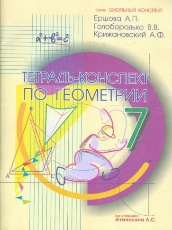 серия ШКОЛЬНЫЙ КОНСПЕКТ
Ершова А.П.
Голобородько В.В.
Крижановский А.Ф.
a²+b²=c²
ТЕТРАДЬ-КОНСПЕКТ
ПО ГЕОМЕТРИИ
7
Атанасяна Л.С.